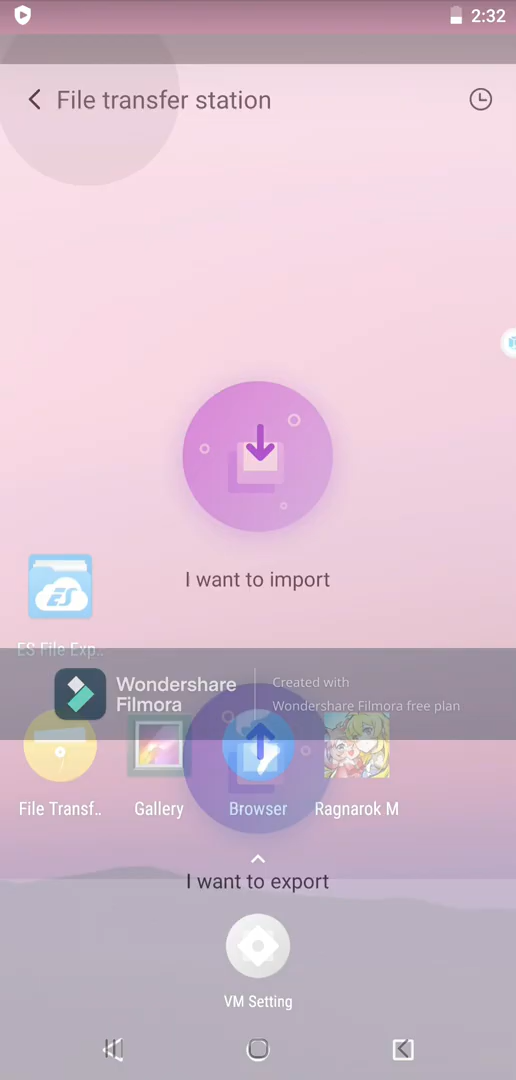 2:32
File transfer station
I want to import
ES File Exp..
Wondershare
Filmora
Created with
Wondershare Filmora free plan
File Transf..
Gallery
Browser
Ragnarok M
I want to export
VM Setting